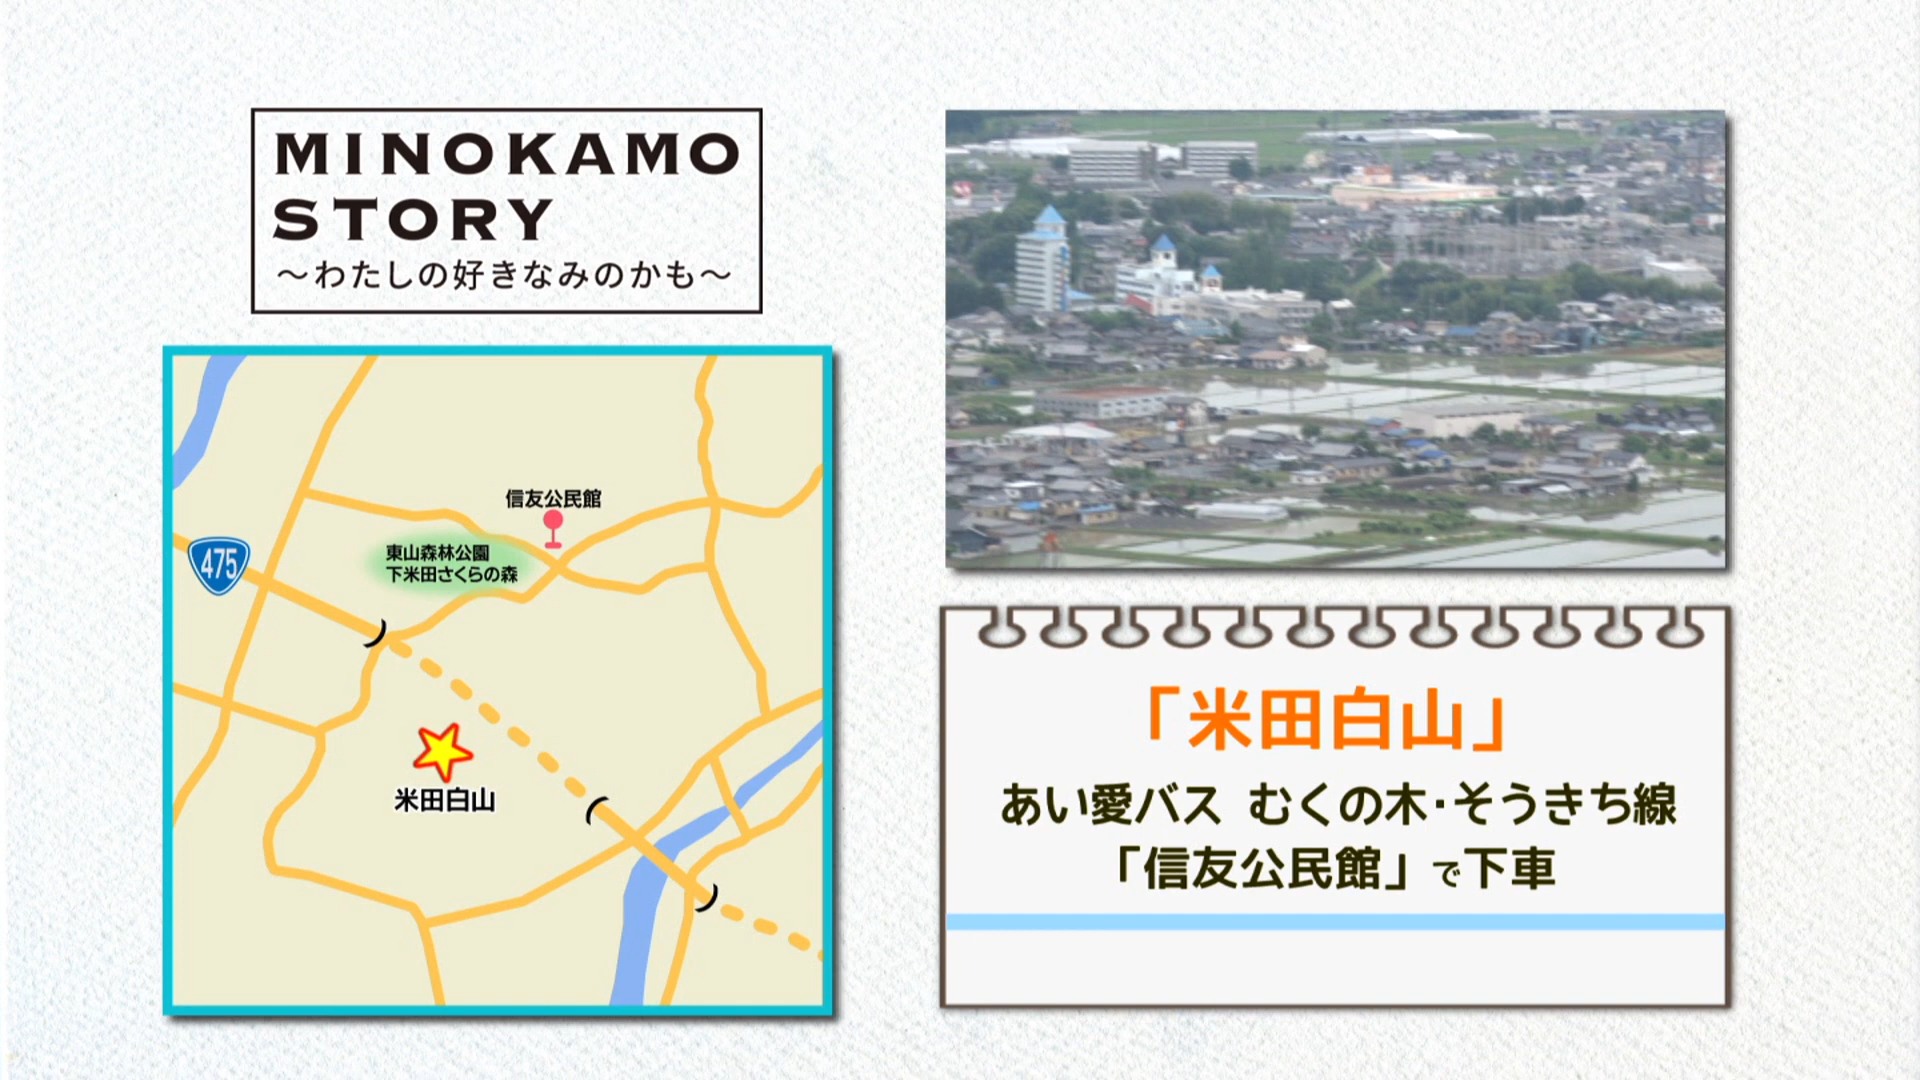 MINOKAMO
STORY
～わたしの好きなみのかも～
信友公民館
東山森林公園
下米田さくらの森
475
米田白山
「米田白山」
あい愛バス むくの木・そうきち線
「信友公民館」で下車